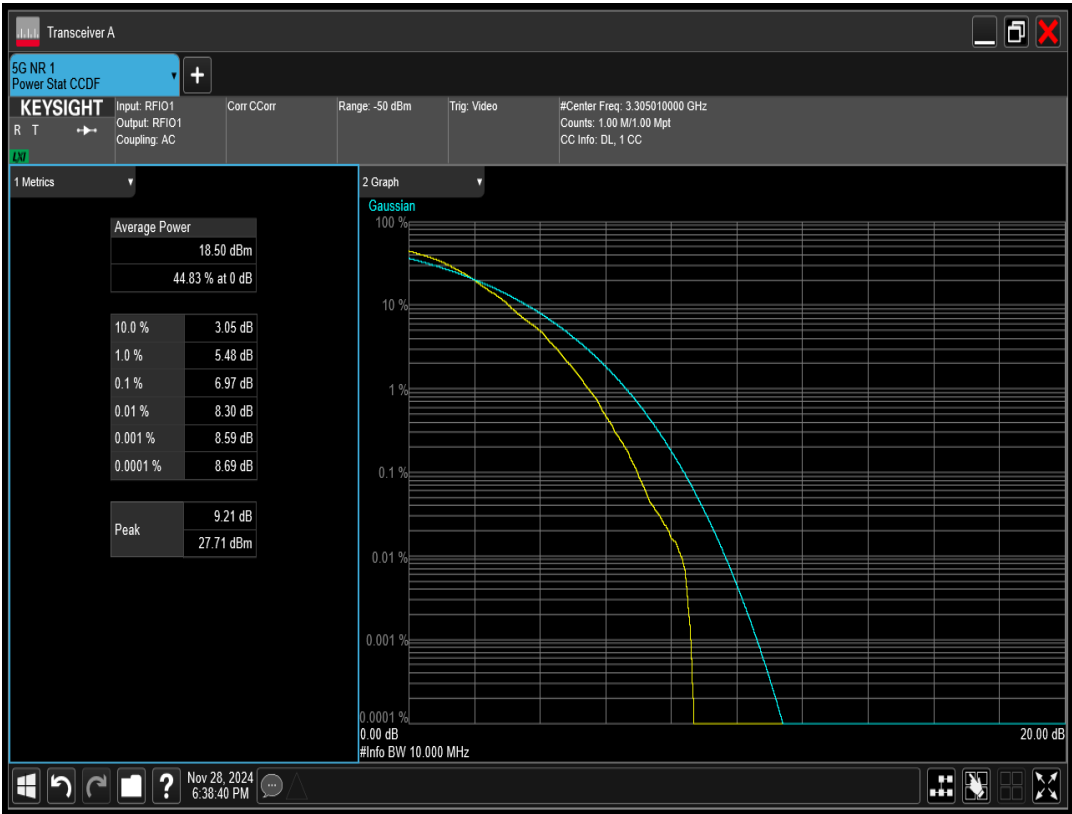 Transceiver A
5G NR 1
Power Stat CCDF
KEYSIGHT
R T
LXI
Input: RFIO1
Output: RFIO1
Coupling: AC
Corr CCorr
Range: -50 dBm
Trig: Video
#Center Freq: 3.305010000 GHz
Counts: 1.00 M/1.00 Mpt
CC Info: DL, 1 CC
1 Metrics
Average Power
18.50 dBm
44.83 % at 0 dB
10.0 % 3.05 dB
1.0 % 5.48 dB
0.1 % 6.97 dB
0.01 % 8.30 dB
0.001 % 8.59 dB
0.0001 % 8.69 dB
Peak
9.21 dB
27.71 dBm
2 Graph
Gaussian
100 %
10 %
1 %
0.1 %
0.01 %
0.001 %
0.0001 %
0.00 dB 20.00 dB
#Info BW 10.000 MHz
?
Nov 28, 2024
6:38:40 PM